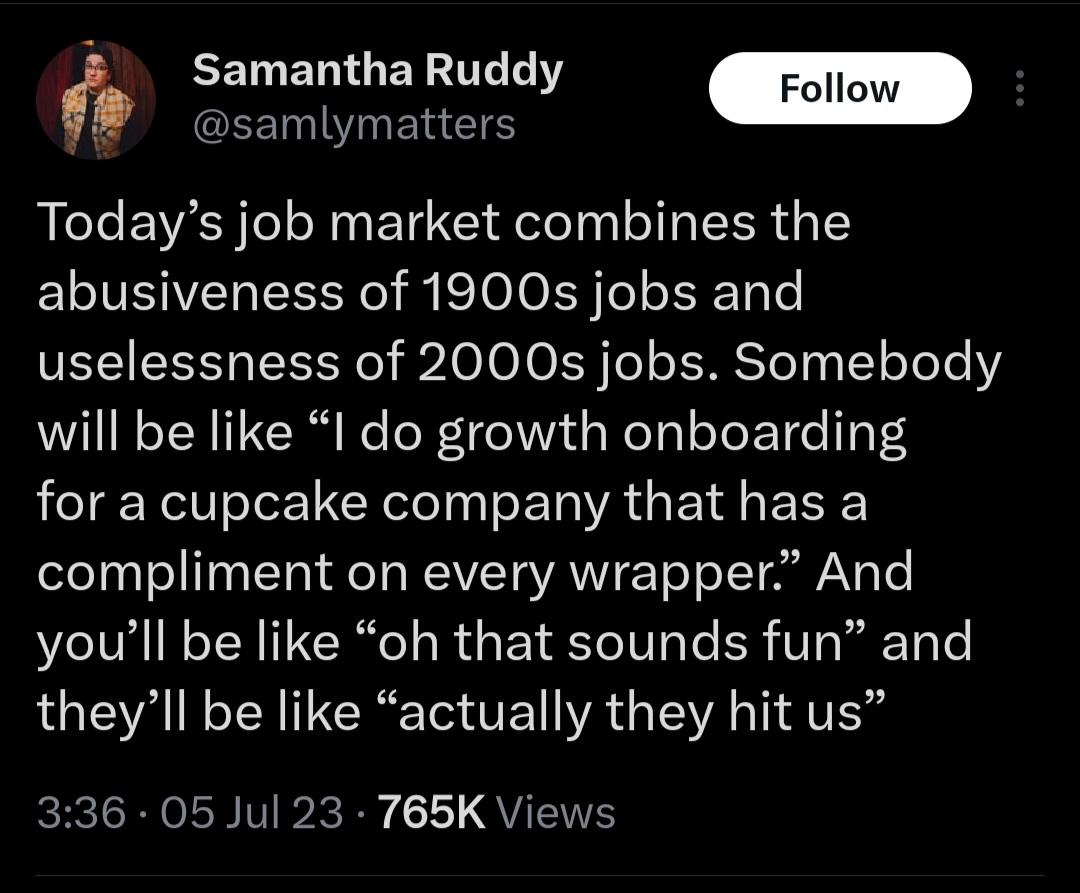 Samantha Ruddy
@samlymatters
Follow
Today’s job market combines the
abusiveness of 1900s jobs and
uselessness of 2000s jobs. Somebody
will be like “I do growth onboarding
for a cupcake company that has a
compliment on every wrapper.” And
you’ll be like “oh that sounds fun” and
they’ll be like “actually they hit us”
3:36 · 05 Jul 23 · 765K Views